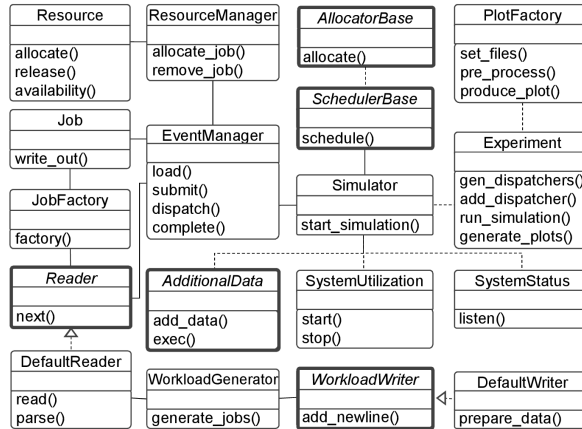 Resource
allocate()
release()
availability()
ResourceManager
allocate_job()
remove_job()
AllocatorBase
allocate()
PlotFactory
set_files()
pre_process()
produce_plot()
Job
write_out()
EventManager
load()
submit()
dispatch()
complete()
SchedulerBase
schedule()
Experiment
gen_dispatchers()
add_dispatcher()
run_simulation()
generate_plots()
JobFactory
factory()
Simulator
start_simulation()
Reader
next()
AdditionalData
add_data()
exec()
SystemUtilization
start()
stop()
SystemStatus
listen()
DefaultReader
read()
parse()
WorkloadGenerator
generate_jobs()
WorkloadWriter
add_newline()
DefaultWriter
prepare_data()